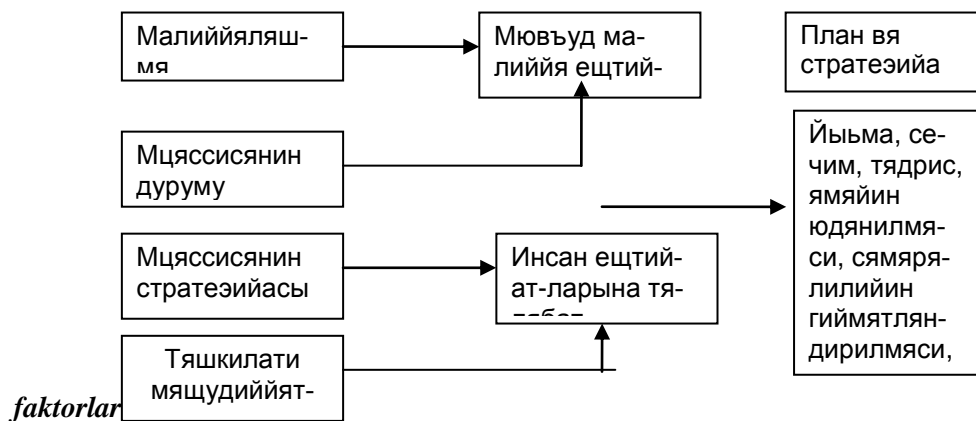 Малиййяляш-
мя
Мювъуд ма-
лиййя ещтий-
План вя
стратеэийа
Мцяссисянин
дуруму
Йыьма, се-
чим, тядрис,
ямяйин
юдянилмя-
си, сямяря-
лилийин
гиймятлян-
дирилмяси,
Мцяссисянин
стратеэийасы
Инсан ещтий-
ат-ларына тя-
Тяшкилати
мящудиййят-
faktorlar